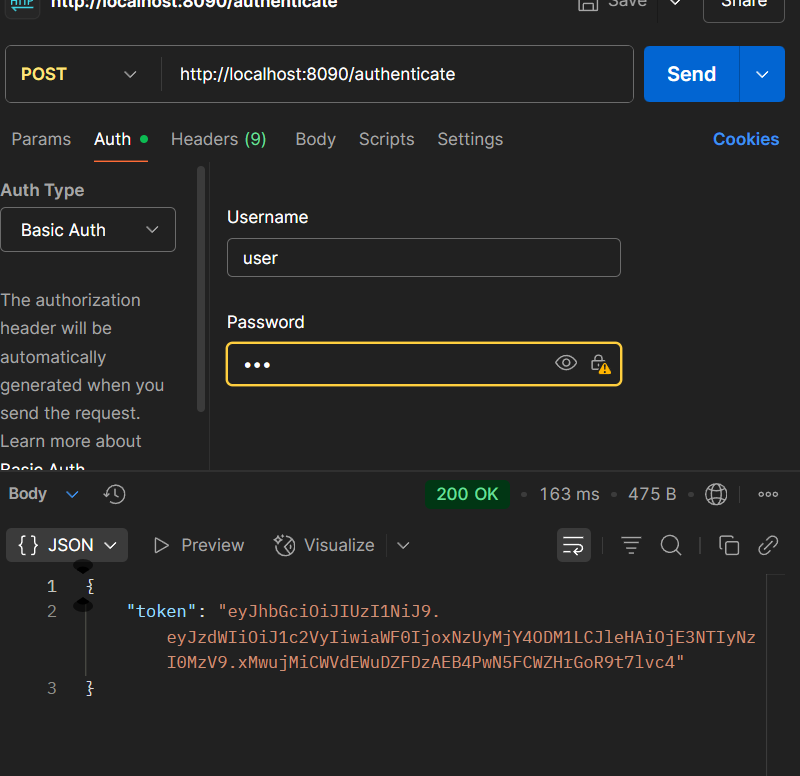 HTTP http://localhost:8090/authenticate Save Share
POST http://localhost:8090/authenticate Send
Params Auth Headers (9) Body Scripts Settings Cookies
Auth Type
Basic Auth
The authorization
header will be
automatically
generated when you
send the request.
Learn more about
Basic Auth
Username
user
Password
Body 200 OK 163 ms 475 B
{} JSON Preview Visualize
1 {
2 "token": "eyJhbGciOiJIUzI1NiJ9.
eyJzdWIiOiJ1c2VyIiwiaWF0IjoxNzUyMjY4ODM1LCJleHAiOjE3NTIyNz
I0MzV9.xMwujMiCWVdEWuDZFDzAEB4PwN5FCWZHrGoR9t7lvc4"
3 }